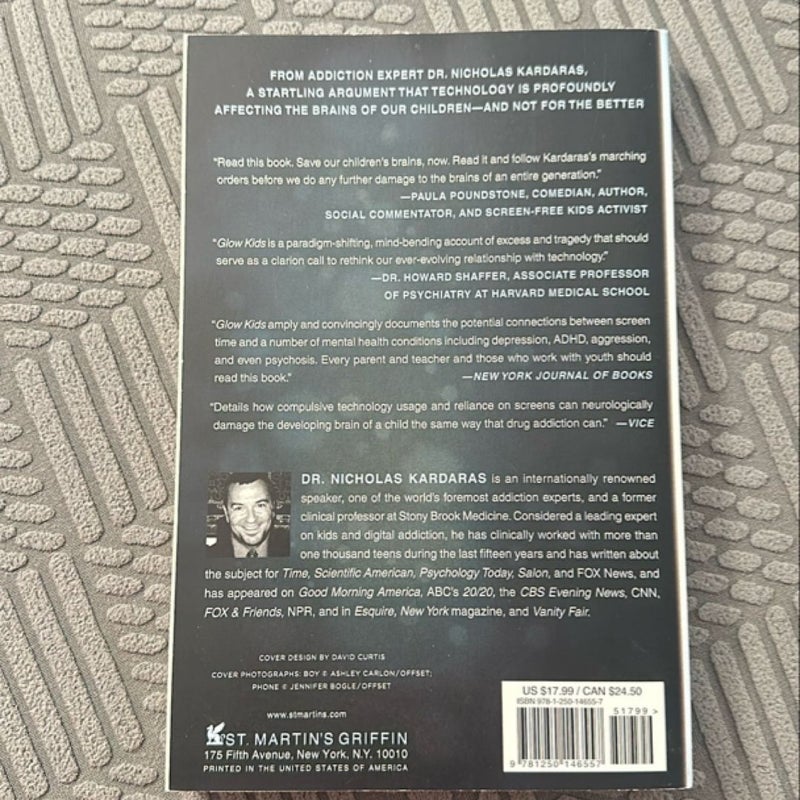 FROM ADDICTION EXPERT DR. NICHOLAS KARDARAS,
A STARTLING ARGUMENT THAT TECHNOLOGY IS PROFOUNDLY
AFFECTING THE BRAINS OF OUR CHILDREN—AND NOT FOR THE BETTER
"Read this book. Save our children's brains, now. Read it and follow Kardaras's marching
orders before we do any further damage to the brains of an entire generation."
—PAULA POUNDSTONE, COMEDIAN, AUTHOR,
SOCIAL COMMENTATOR, AND SCREEN-FREE KIDS ACTIVIST
"Glow Kids is a paradigm-shifting, mind-bending account of excess and tragedy that should
serve as a clarion call to rethink our ever-evolving relationship with technology."
—DR. HOWARD SHAFFER, ASSOCIATE PROFESSOR
OF PSYCHIATRY AT HARVARD MEDICAL SCHOOL
"Glow Kids amply and convincingly documents the potential connections between screen
time and a number of mental health conditions including depression, ADHD, aggression,
and even psychosis. Every parent and teacher and those who work with youth should
read this book." —NEW YORK JOURNAL OF BOOKS
"Details how compulsive technology usage and reliance on screens can neurologically
damage the developing brain of a child the same way that drug addiction can." —VICE
DR. NICHOLAS KARDARAS is an internationally renowned
speaker, one of the world's foremost addiction experts, and a former
clinical professor at Stony Brook Medicine. Considered a leading expert
on kids and digital addiction, he has clinically worked with more than
one thousand teens during the last fifteen years and has written about
the subject for Time, Scientific American, Psychology Today, Salon, and FOX News, and
has appeared on Good Morning America, ABC's 20/20, the CBS Evening News, CNN,
FOX & Friends, NPR, and in Esquire, New York magazine, and Vanity Fair.
COVER DESIGN BY DAVID CURTIS
COVER PHOTOGRAPHS: BOY © ASHLEY CARLON/OFFSET;
PHONE © JENNIFER BOGLE/OFFSET
www.stmartins.com
ST. MARTIN'S GRIFFIN
175 Fifth Avenue, New York, N.Y. 10010
PRINTED IN THE UNITED STATES OF AMERICA
US $17.99 / CAN $24.50
ISBN 978-1-250-14655-7
51799 >
9 781250 146557